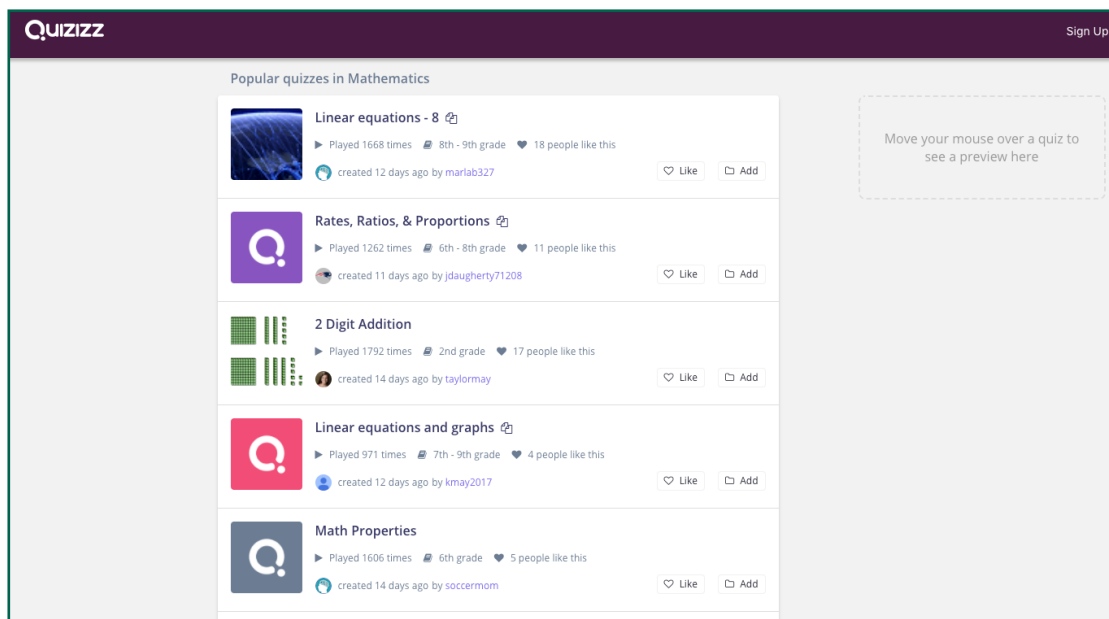 Quizizz
Sign Up
Popular quizzes in Mathematics
Move your mouse over a quiz to
see a preview here
Linear equations - 8
Played 1668 times 8th - 9th grade 18 people like this
created 12 days ago by marlab327
Like Add
Rates, Ratios, & Proportions
Played 1262 times 6th - 8th grade 11 people like this
created 11 days ago by jdaugherty71208
Like Add
2 Digit Addition
Played 1792 times 2nd grade 17 people like this
created 14 days ago by taylormay
Like Add
Linear equations and graphs
Played 971 times 7th - 9th grade 4 people like this
created 12 days ago by kmay2017
Like Add
Math Properties
Played 1606 times 6th grade 5 people like this
created 14 days ago by soccermom
Like Add